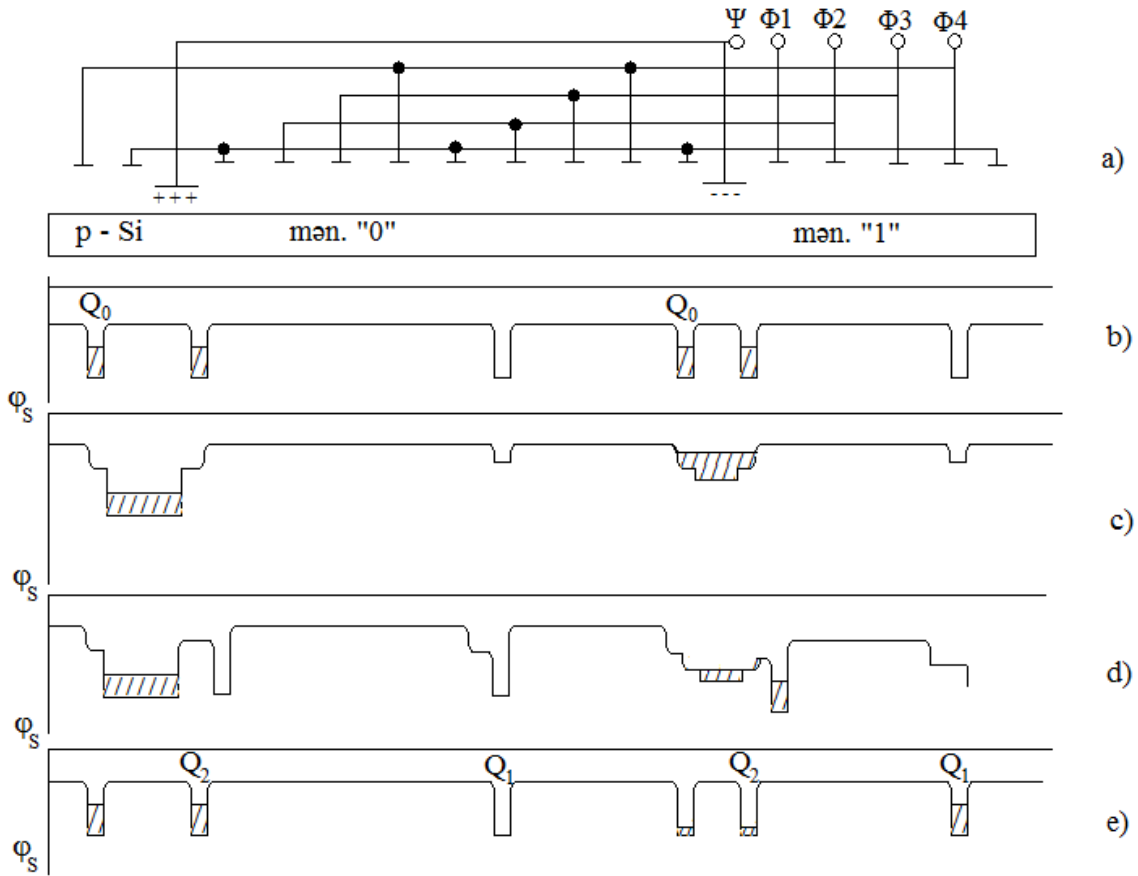 Ψ Φ1 Φ2 Φ3 Φ4
a)
+++ ---
p - Si mən. "0" mən. "1"
Q0 Q0
b)
φS
c)
φS
d)
φS
Q2 Q1 Q2 Q1
e)
φS